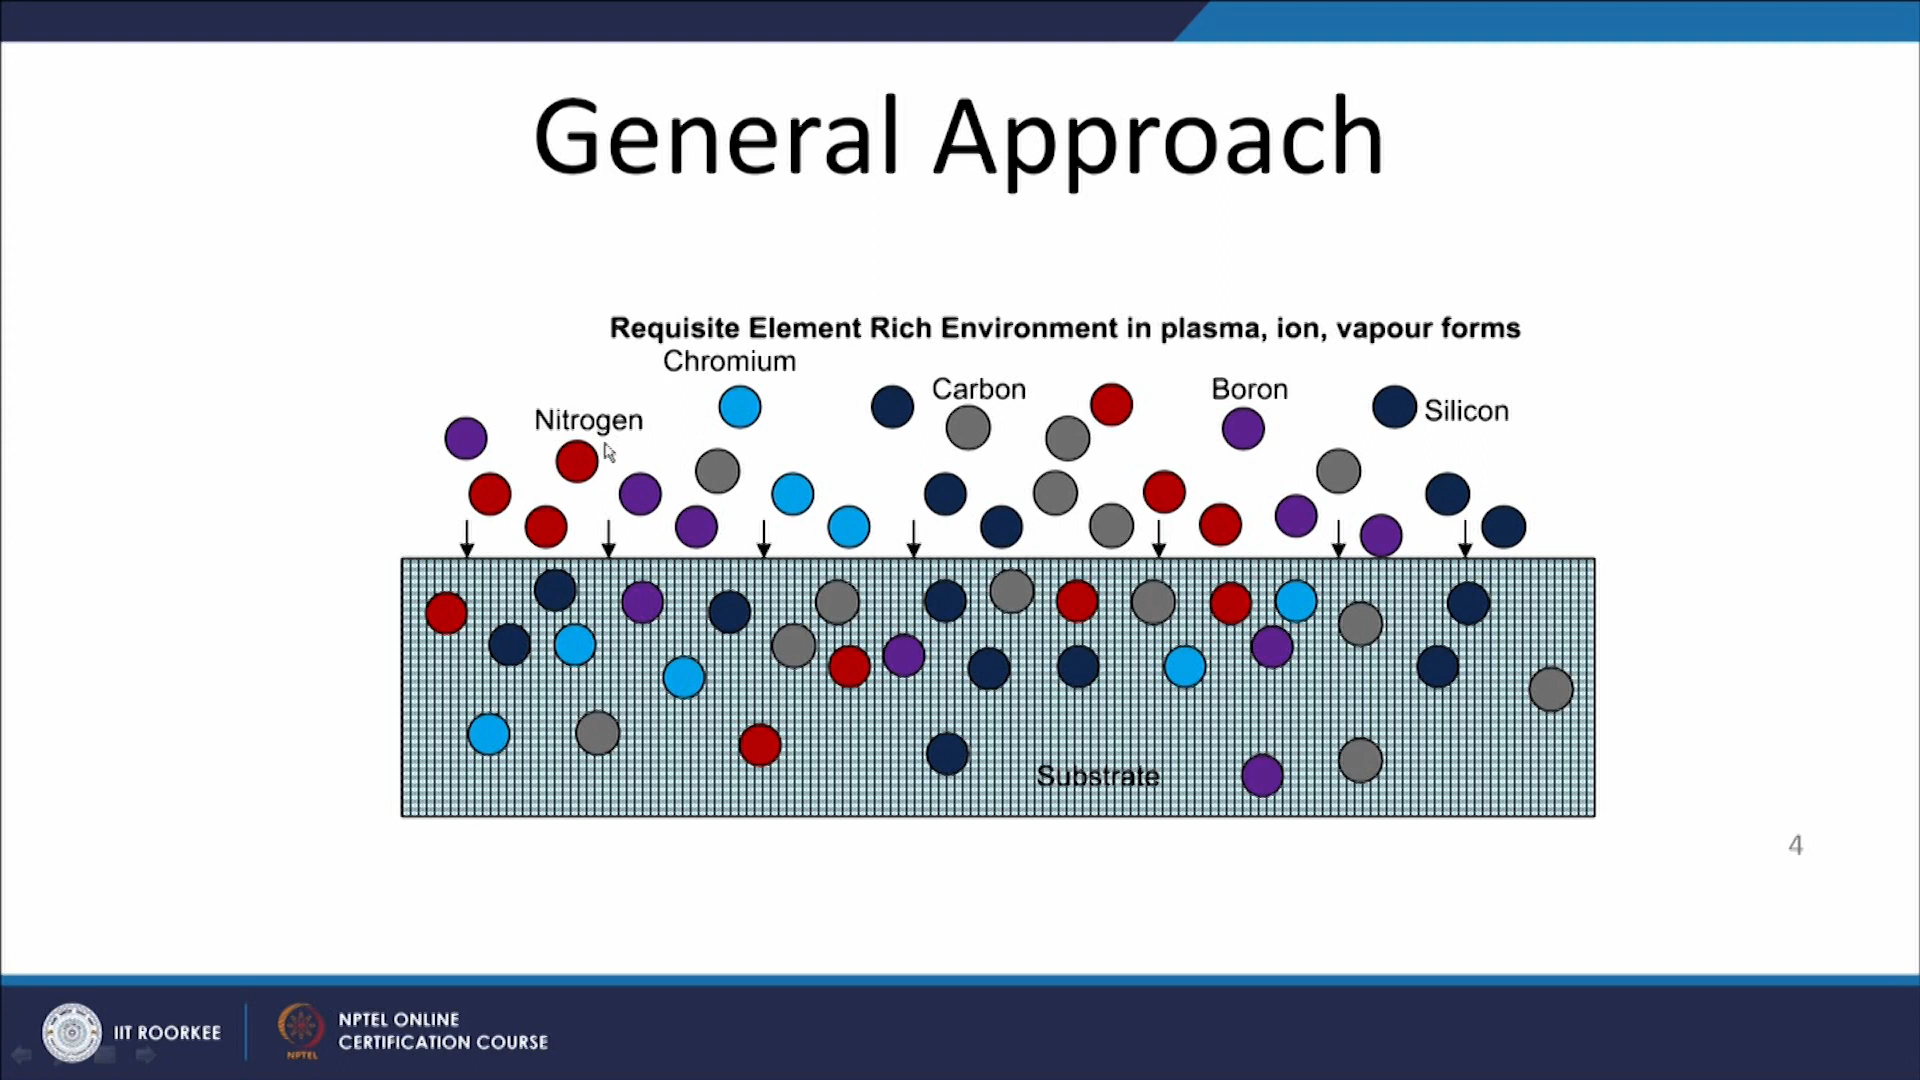 General Approach
Requisite Element Rich Environment in plasma, ion, vapour forms
Chromium
Carbon
Boron
Silicon
Nitrogen
Substrate
4
IIT ROORKEE
NPTEL
NPTEL ONLINE
CERTIFICATION COURSE